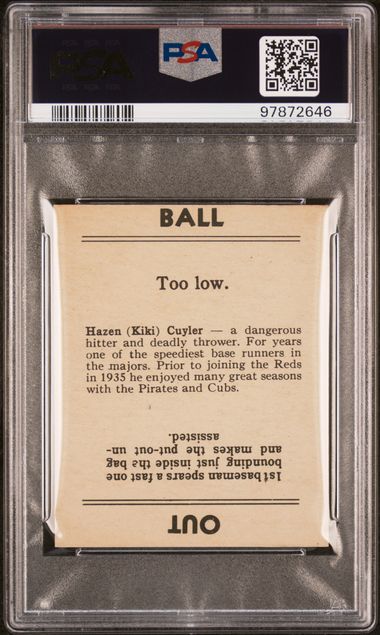 PSA
PSA
97872646
BALL
Too low.
Hazen (Kiki) Cuyler — a dangerous
hitter and deadly thrower. For years
one of the speediest base runners in
the majors. Prior to joining the Reds
in 1935 he enjoyed many great seasons
with the Pirates and Cubs.
OUT
1st baseman spears a fast one
bounding just inside the bag
and makes the put-out un-
assisted.